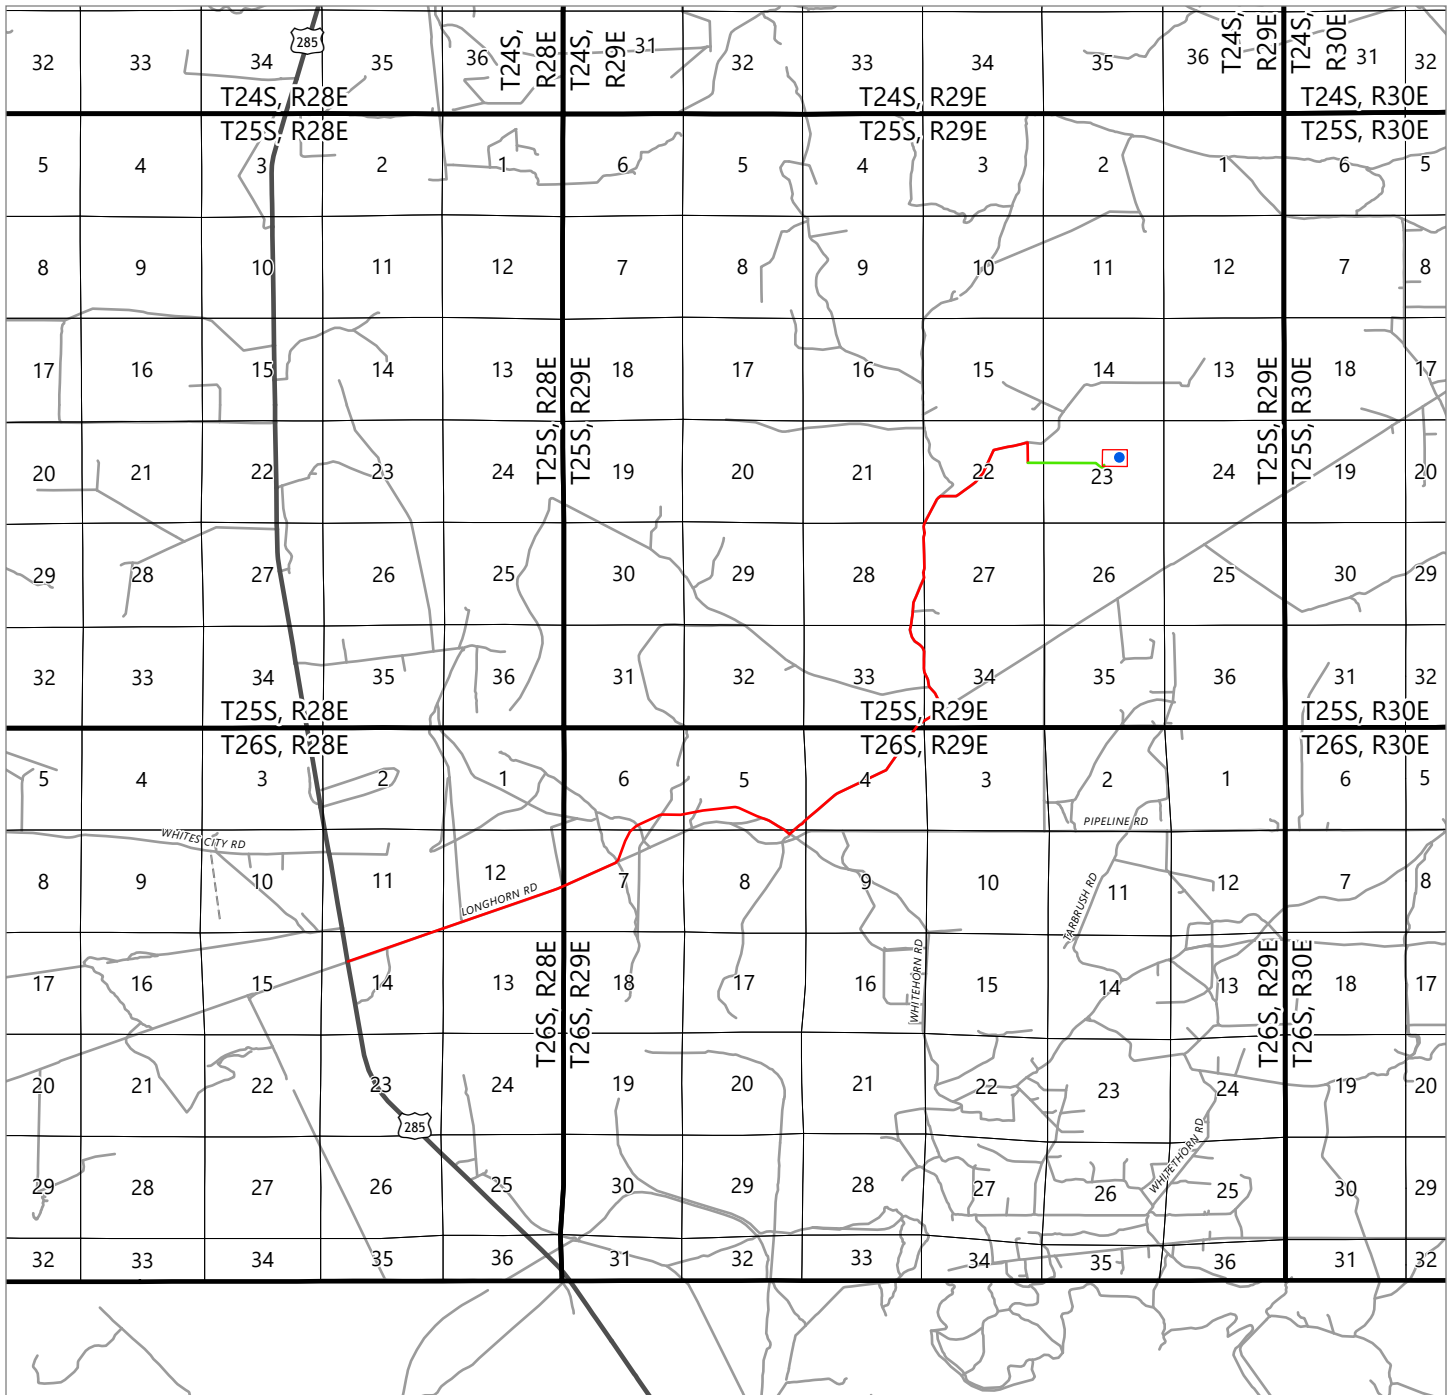 285
32 33 34 35 36 T24S, R28E T24S, R29E 31 32 33 34 35 36 T24S, R29E T24S, R30E 31 32
T24S, R28E T24S, R29E T24S, R30E
T25S, R28E T25S, R29E T25S, R30E
5 4 3 2 1 6 5 4 3 2 1 6 5
8 9 10 11 12 7 8 9 10 11 12 7 8
17 16 15 14 13 18 17 16 15 14 13 18 17
T25S, R28E T25S, R29E T25S, R29E T25S, R30E
20 21 22 23 24 19 20 21 22 23 24 19 20
29 28 27 26 25 30 29 28 27 26 25 30 29
32 33 34 35 36 31 32 33 34 35 36 31 32
T25S, R28E T25S, R29E T25S, R30E
T26S, R28E T26S, R29E T26S, R30E
5 4 3 2 1 6 5 4 3 2 1 6 5
PIPELINE RD
WHITES CITY RD
8 9 10 11 12 7 8 9 10 11 12 7 8
LONGHORN RD
TARBRUSH RD
T26S, R28E T26S, R29E T26S, R29E T26S, R30E
17 16 15 14 13 18 17 16 15 14 13 18 17
WHITEHORN RD
20 21 22 23 24 19 20 21 22 23 24 19 20
285
WHITETHORN RD
29 28 27 26 25 30 29 28 27 26 25 30 29
32 33 34 35 36 31 32 33 34 35 36 31 32